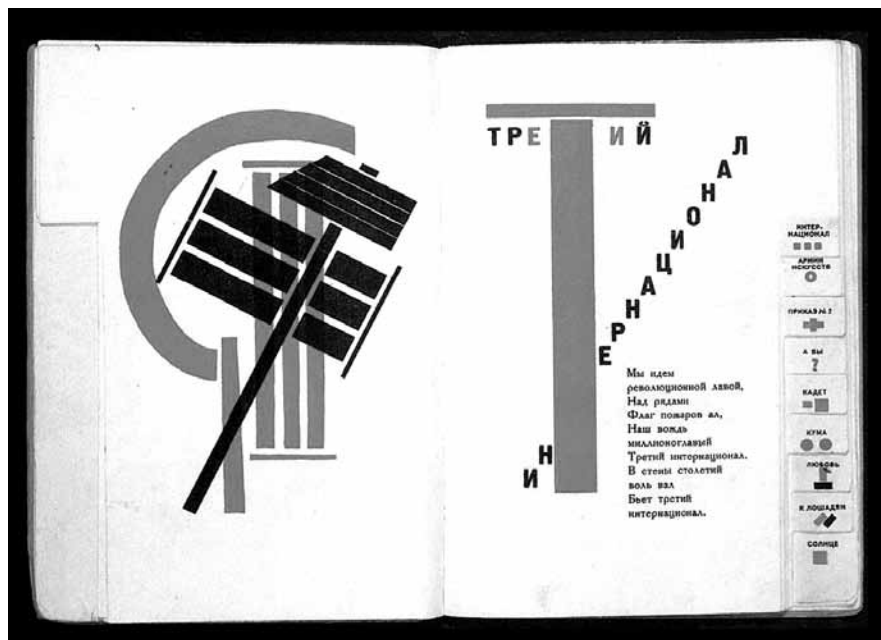 ТРЕТИЙ
ИНТЕРНАЦИОНАЛ
Мы идем
революционной лавой,
Над рядами
Флаг пожаров ал,
Наш вождь
миллионоглавый
Третий интернационал.
В стены столетий
воль вал
Бьет третий
интернационал.
ИНТЕР-
НАЦИОНАЛ
АРМИИ
ИСКУССТВ
ПРИКАЗ № 2
А ВЫ
?
КАДЕТ
КУМА
ЛЮБОВЬ
К ЛОШАДЯМ
СОЛНЦЕ